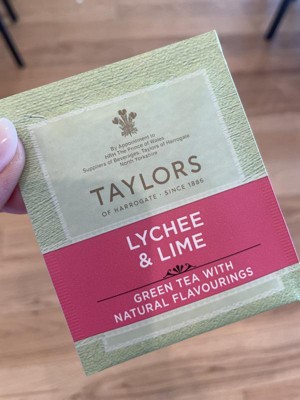 By Appointment to
HRH The Prince of Wales
Suppliers of Beverages, Taylors of Harrogate
North Yorkshire
TAYLORS
OF HARROGATE · SINCE 1886
LYCHEE
& LIME
GREEN TEA WITH
NATURAL FLAVOURINGS